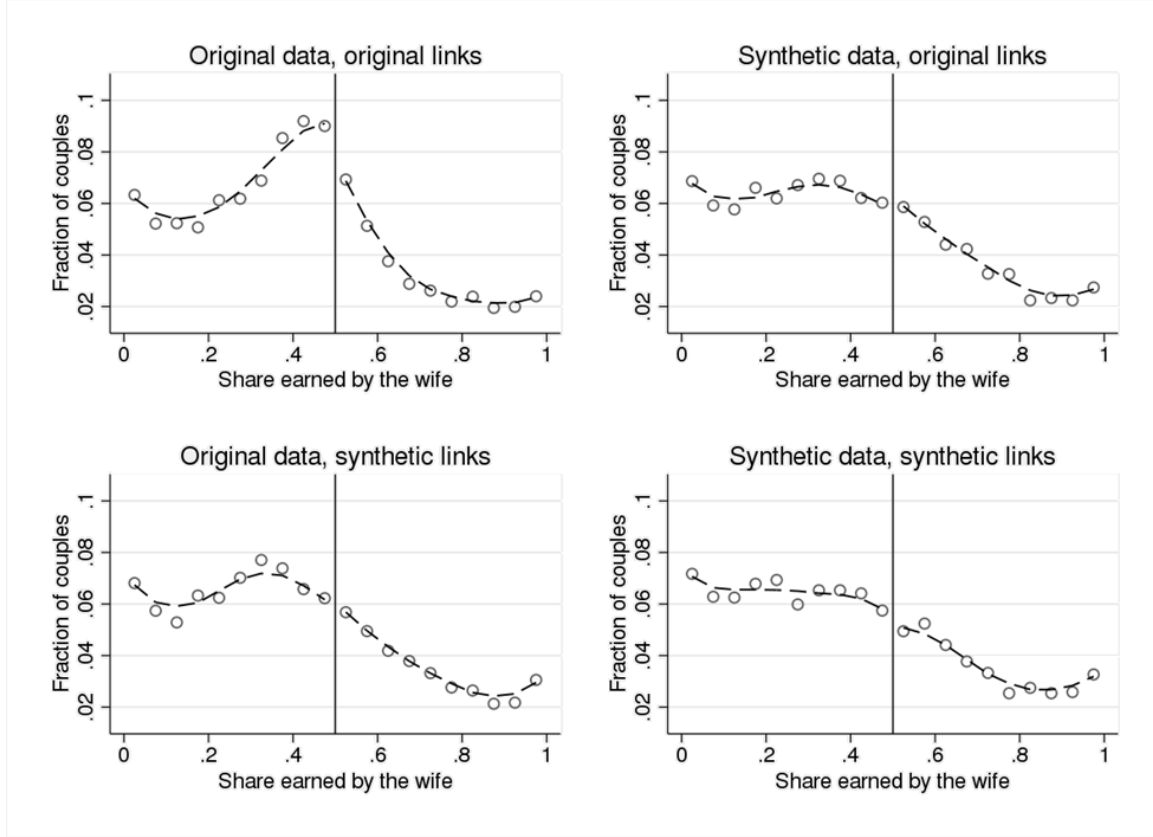 Original data, original links
Fraction of couples
.02 .04 .06 .08 .1
0 .2 .4 .6 .8 1
Share earned by the wife
Synthetic data, original links
Fraction of couples
.02 .04 .06 .08 .1
0 .2 .4 .6 .8 1
Share earned by the wife
Original data, synthetic links
Fraction of couples
.02 .04 .06 .08 .1
0 .2 .4 .6 .8 1
Share earned by the wife
Synthetic data, synthetic links
Fraction of couples
.02 .04 .06 .08 .1
0 .2 .4 .6 .8 1
Share earned by the wife